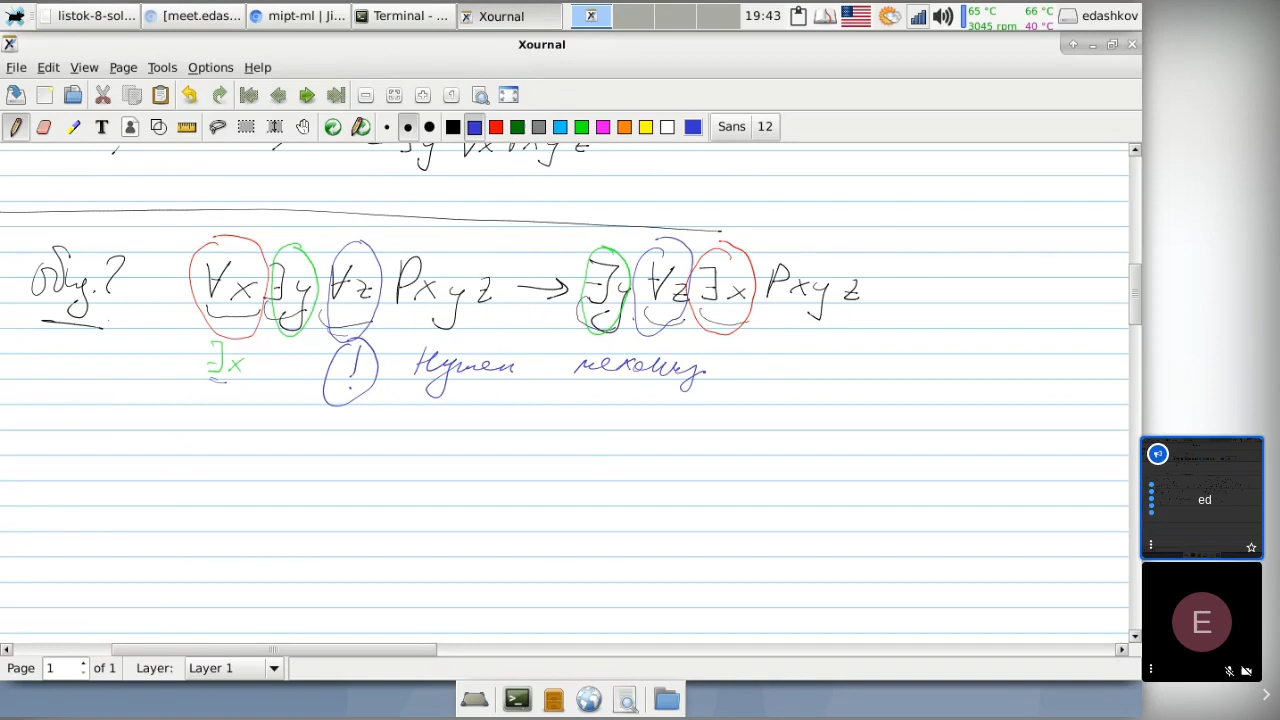 listok-8-sol... [meet.edas... mipt-ml | Ji... Terminal - ... Xournal 19:43 65 °C 3045 rpm 66 °C 40 °C edashkov
Xournal
File Edit View Page Tools Options Help
Sans 12
∃y ∀x Pxyz
общ.? ∀x ∃y ∀z Pxyz → ∃y ∀z ∃x Pxyz
∃x ! Нужен
ed
E
Page 1 of 1 Layer: Layer 1